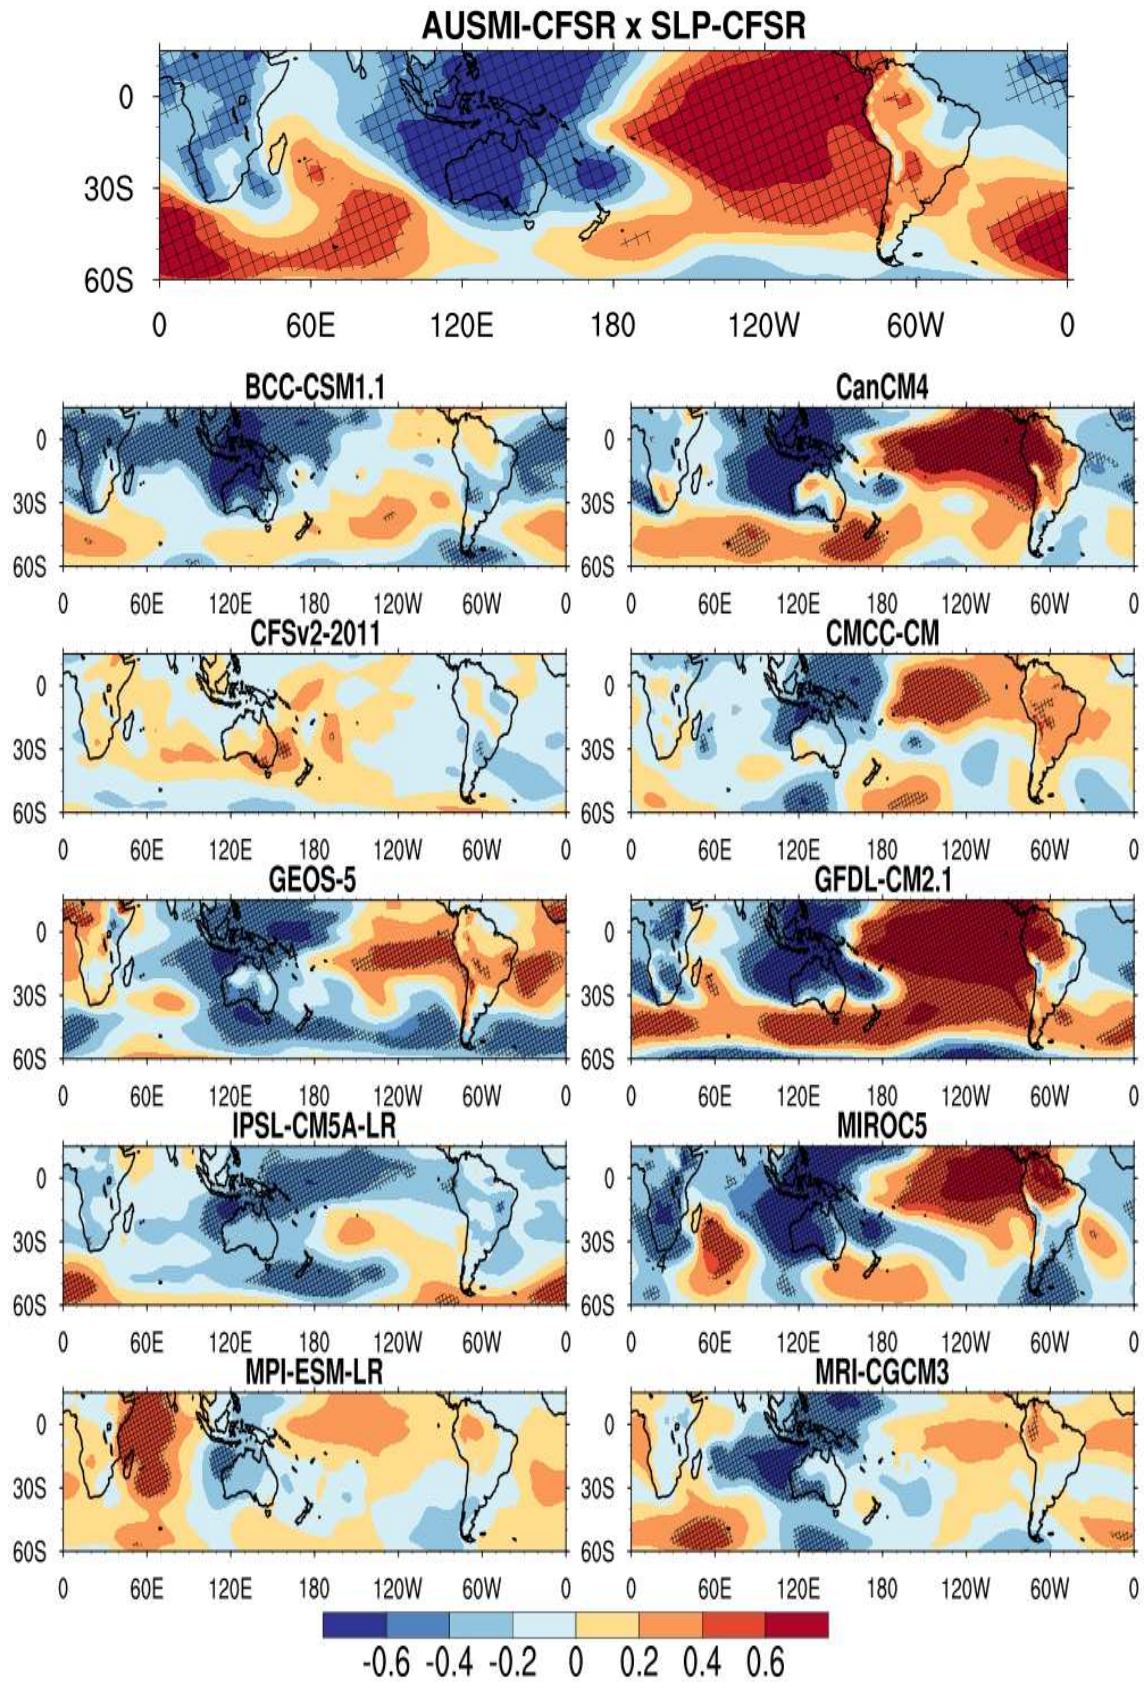 AUSMI-CFSR x SLP-CFSR
0
30S
60S
0 60E 120E 180 120W 60W 0
BCC-CSM1.1 CanCM4
0 0
30S 30S
60S 60S
0 60E 120E 180 120W 60W 0 0 60E 120E 180 120W 60W 0
CFSv2-2011 CMCC-CM
0 0
30S 30S
60S 60S
0 60E 120E 180 120W 60W 0 0 60E 120E 180 120W 60W 0
GEOS-5 GFDL-CM2.1
0 0
30S 30S
60S 60S
0 60E 120E 180 120W 60W 0 0 60E 120E 180 120W 60W 0
IPSL-CM5A-LR MIROC5
0 0
30S 30S
60S 60S
0 60E 120E 180 120W 60W 0 0 60E 120E 180 120W 60W 0
MPI-ESM-LR MRI-CGCM3
0 0
30S 30S
60S 60S
0 60E 120E 180 120W 60W 0 0 60E 120E 180 120W 60W 0
-0.6 -0.4 -0.2 0 0.2 0.4 0.6